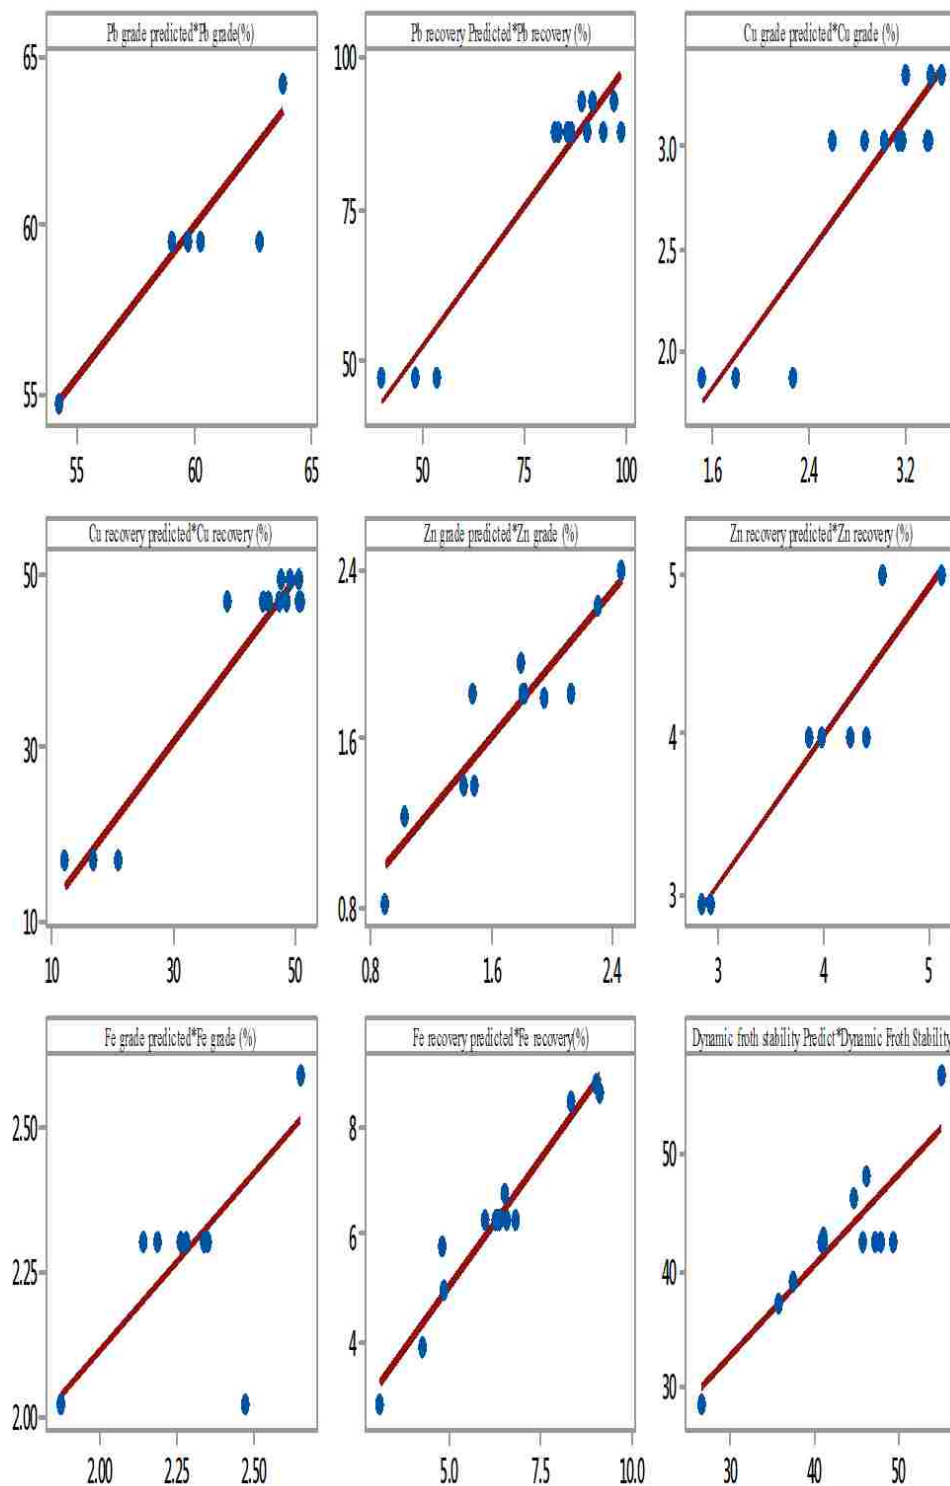 Pb grade predicted*Pb grade(%)
65
60
55
55 60 65
Pb recovery Predicted*Pb recovery (%)
100
75
50
50 75 100
Cu grade predicted*Cu grade (%)
3.0
2.5
2.0
1.6 2.4 3.2
Cu recovery predicted*Cu recovery (%)
50
30
10
10 30 50
Zn grade predicted*Zn grade (%)
2.4
1.6
0.8
0.8 1.6 2.4
Zn recovery predicted*Zn recovery (%)
5
4
3
3 4 5
Fe grade predicted*Fe grade (%)
2.50
2.25
2.00
2.00 2.25 2.50
Fe recovery predicted*Fe recovery(%)
8
6
4
5.0 7.5 10.0
Dynamic froth stability Predict*Dynamic Froth Stability
50
40
30
30 40 50